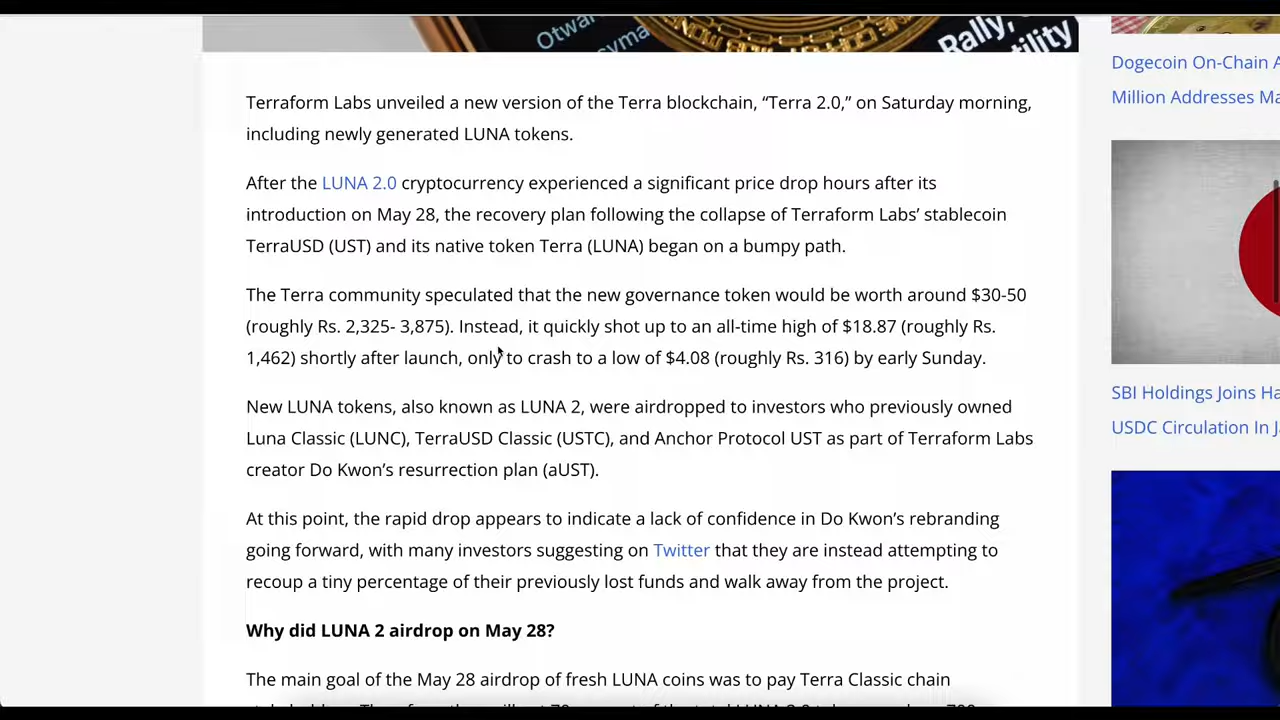 Rally,
Terraform Labs unveiled a new version of the Terra blockchain, “Terra 2.0,” on Saturday morning,
including newly generated LUNA tokens.
After the LUNA 2.0 cryptocurrency experienced a significant price drop hours after its
introduction on May 28, the recovery plan following the collapse of Terraform Labs’ stablecoin
TerraUSD (UST) and its native token Terra (LUNA) began on a bumpy path.
The Terra community speculated that the new governance token would be worth around $30-50
(roughly Rs. 2,325- 3,875). Instead, it quickly shot up to an all-time high of $18.87 (roughly Rs.
1,462) shortly after launch, only to crash to a low of $4.08 (roughly Rs. 316) by early Sunday.
New LUNA tokens, also known as LUNA 2, were airdropped to investors who previously owned
Luna Classic (LUNC), TerraUSD Classic (USTC), and Anchor Protocol UST as part of Terraform Labs
creator Do Kwon’s resurrection plan (aUST).
At this point, the rapid drop appears to indicate a lack of confidence in Do Kwon’s rebranding
going forward, with many investors suggesting on Twitter that they are instead attempting to
recoup a tiny percentage of their previously lost funds and walk away from the project.
Why did LUNA 2 airdrop on May 28?
The main goal of the May 28 airdrop of fresh LUNA coins was to pay Terra Classic chain
Dogecoin On-Chain A
Million Addresses Ma
SBI Holdings Joins Ha
USDC Circulation In J